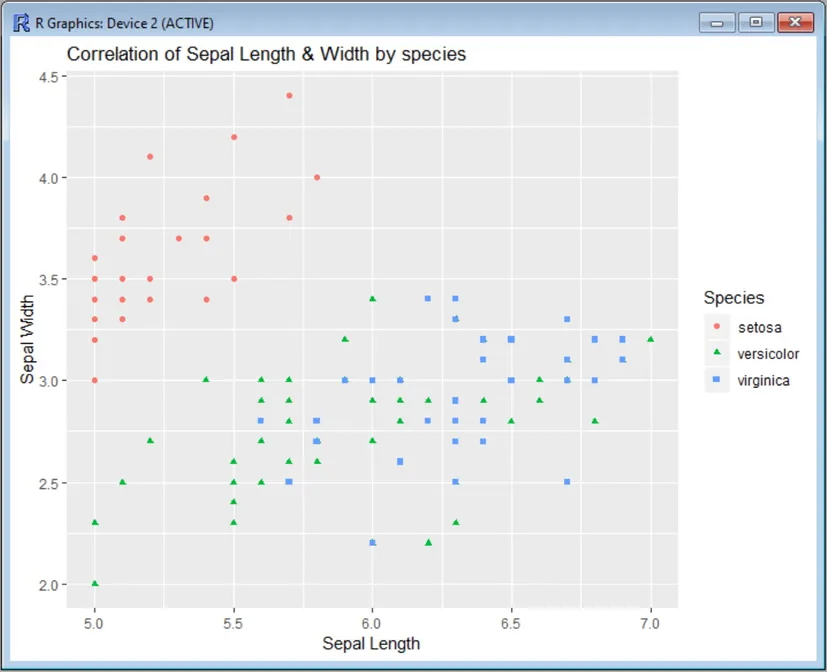 R Graphics: Device 2 (ACTIVE)
Correlation of Sepal Length & Width by species
4.5
4.0
3.5
3.0
2.5
2.0
Sepal Width
5.0 5.5 6.0 6.5 7.0
Sepal Length
Species
setosa
versicolor
virginica